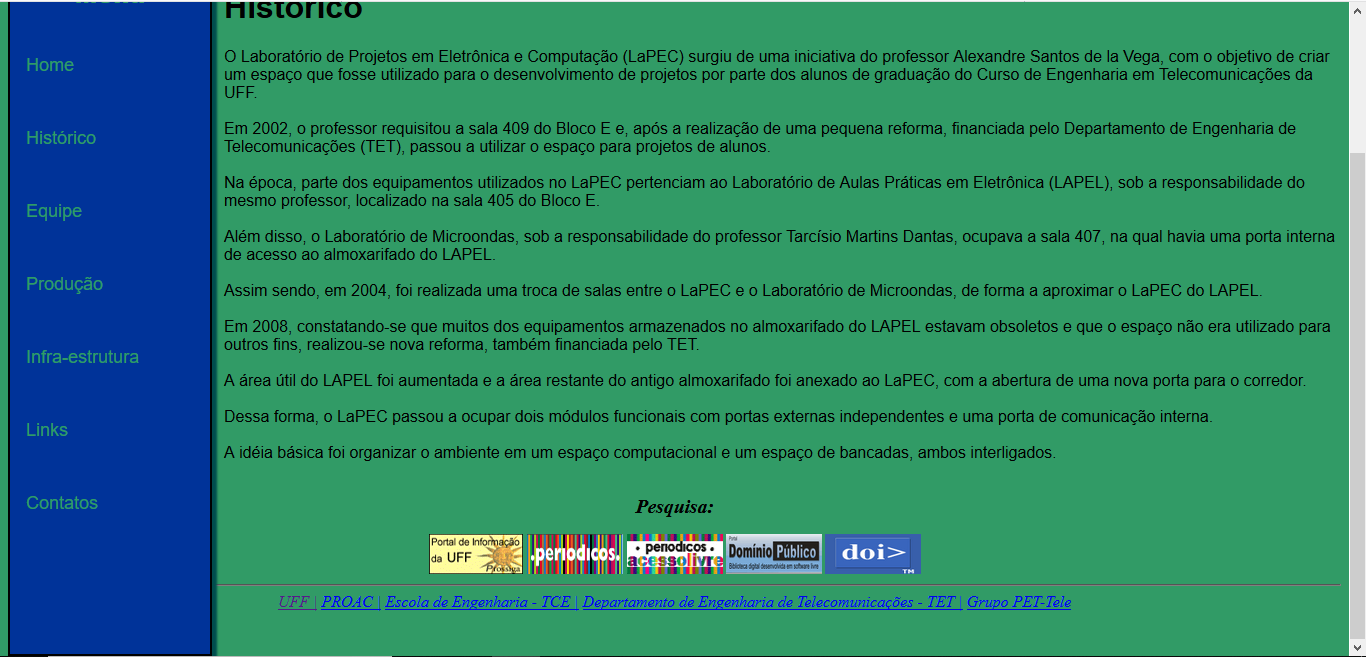 Histórico
Home
Histórico
Equipe
Produção
Infra-estrutura
Links
Contatos
O Laboratório de Projetos em Eletrônica e Computação (LaPEC) surgiu de uma iniciativa do professor Alexandre Santos de la Vega, com o objetivo de criar
um espaço que fosse utilizado para o desenvolvimento de projetos por parte dos alunos de graduação do Curso de Engenharia em Telecomunicações da
UFF.
Em 2002, o professor requisitou a sala 409 do Bloco E e, após a realização de uma pequena reforma, financiada pelo Departamento de Engenharia de
Telecomunicações (TET), passou a utilizar o espaço para projetos de alunos.
Na época, parte dos equipamentos utilizados no LaPEC pertenciam ao Laboratório de Aulas Práticas em Eletrônica (LAPEL), sob a responsabilidade do
mesmo professor, localizado na sala 405 do Bloco E.
Além disso, o Laboratório de Microondas, sob a responsabilidade do professor Tarcísio Martins Dantas, ocupava a sala 407, na qual havia uma porta interna
de acesso ao almoxarifado do LAPEL.
Assim sendo, em 2004, foi realizada uma troca de salas entre o LaPEC e o Laboratório de Microondas, de forma a aproximar o LaPEC do LAPEL.
Em 2008, constatando-se que muitos dos equipamentos armazenados no almoxarifado do LAPEL estavam obsoletos e que o espaço não era utilizado para
outros fins, realizou-se nova reforma, também financiada pelo TET.
A área útil do LAPEL foi aumentada e a área restante do antigo almoxarifado foi anexado ao LaPEC, com a abertura de uma nova porta para o corredor.
Dessa forma, o LaPEC passou a ocupar dois módulos funcionais com portas externas independentes e uma porta de comunicação interna.
A idéia básica foi organizar o ambiente em um espaço computacional e um espaço de bancadas, ambos interligados.
Pesquisa:
Portal de Informação
da UFF
Prossiga
.periodicos.
• periodicos •
acessolivre
Portal
Domínio Público
Biblioteca digital desenvolvida em software livre
doi>
TM
UFF | PROAC | Escola de Engenharia - TCE | Departamento de Engenharia de Telecomunicações - TET | Grupo PET-Tele